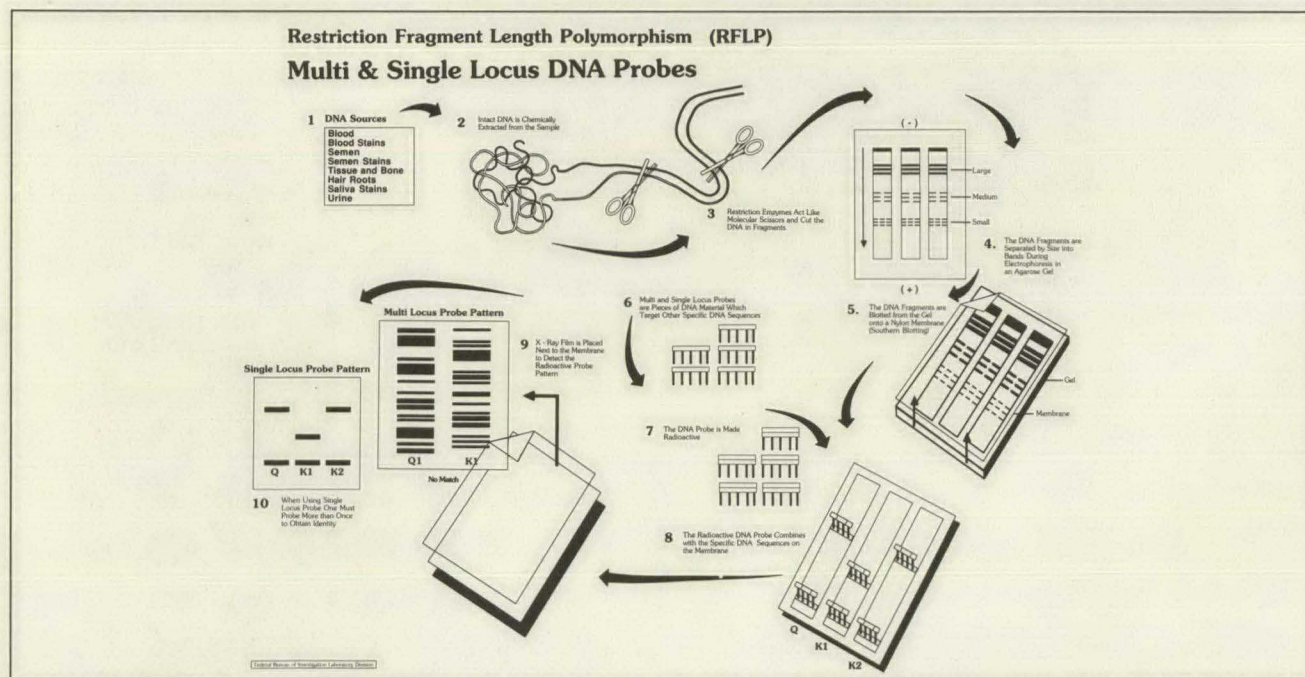 Restriction Fragment Length Polymorphism (RFLP)
Multi & Single Locus DNA Probes
1 DNA Sources
Blood
Blood Stains
Semen
Semen Stains
Tissue and Bone
Hair Roots
Saliva Stains
Urine
2 Intact DNA is Chemically
Extracted from the Sample
3 Restriction Enzymes Act Like
Molecular Scissors and Cut the
DNA in Fragments
(-)
Large
Medium
Small
(+)
4. The DNA Fragments are
Separated by Size into
Bands During
Electrophoresis in
an Agarose Gel
5. The DNA Fragments are
Blotted from the Gel
onto a Nylon Membrane
(Southern Blotting)
Gel
Membrane
6 Multi and Single Locus Probes
are Pieces of DNA Material Which
Target Other Specific DNA Sequences
7 The DNA Probe is Made
Radioactive
8 The Radioactive DNA Probe Combines
with the Specific DNA Sequences on
the Membrane
Q
K1
K2
9 X - Ray Film is Placed
Next to the Membrane
to Detect the
Radioactive Probe
Pattern
Multi Locus Probe Pattern
Q1 K1
No Match
Single Locus Probe Pattern
Q K1 K2
10 When Using Single
Locus Probe One Must
Probe More than Once
to Obtain Identity
Federal Bureau of Investigation Laboratory Division